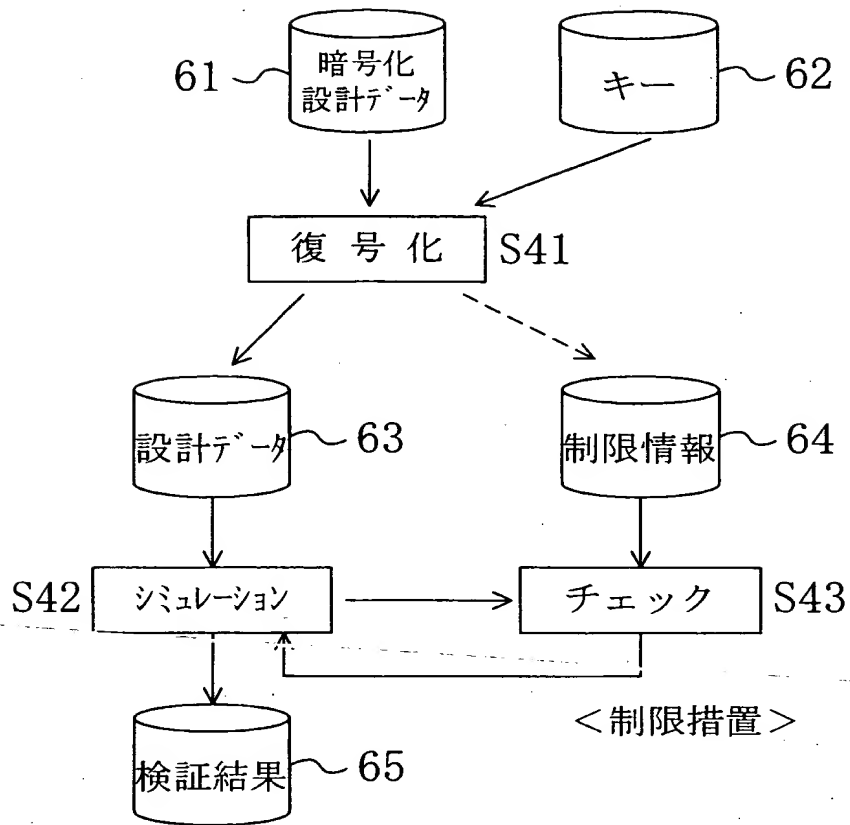 61
暗号化
設計データ
キー
62
復号化
S41
設計データ
63
制限情報
64
S42
シミュレーション
チェック
S43
<制限措置>
検証結果
65